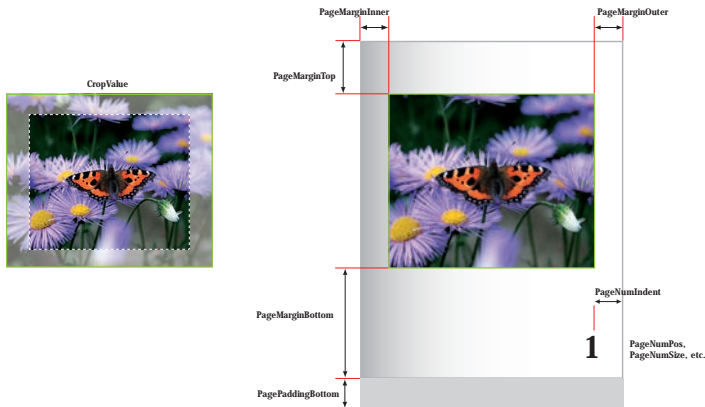 PageMarginInner
PageMarginOuter
PageMarginTop
CropValue
PageNumIndent
PageMarginBottom
1
PageNumPos,
PageNumSize, etc.
PagePaddingBottom